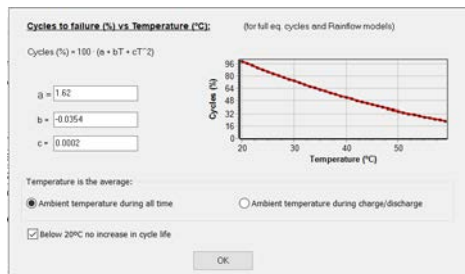 Cycles to failure (%) vs Temperature (ºC):
(for full eq. cycles and Rainflow models)
Cycles (%) = 100 · (a + bT + cT^2)
a = 1.62
b = -0.0354
c = 0.0002
Cycles (%)
96
80
64
48
32
16
0
20
30
40
50
Temperature (ºC)
Temperature is the average:
Ambient temperature during all time
Ambient temperature during charge/discharge
Below 20ºC no increase in cycle life
OK